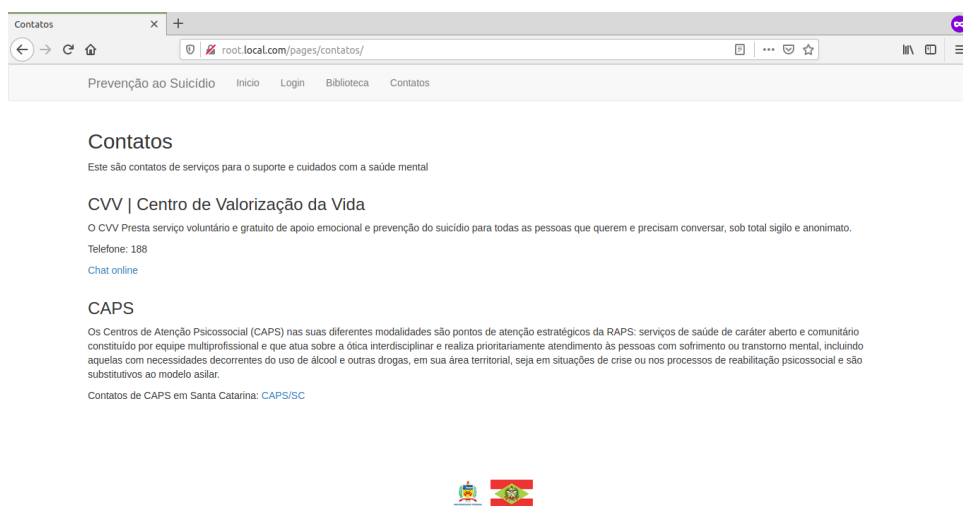 Contatos
root.local.com/pages/contatos/
Prevenção ao Suicídio Inicio Login Biblioteca Contatos
Contatos
Este são contatos de serviços para o suporte e cuidados com a saúde mental
CVV | Centro de Valorização da Vida
O CVV Presta serviço voluntário e gratuito de apoio emocional e prevenção do suicídio para todas as pessoas que querem e precisam conversar, sob total sigilo e anonimato.
Telefone: 188
Chat online
CAPS
Os Centros de Atenção Psicossocial (CAPS) nas suas diferentes modalidades são pontos de atenção estratégicos da RAPS: serviços de saúde de caráter aberto e comunitário
constituído por equipe multiprofissional e que atua sobre a ótica interdisciplinar e realiza prioritariamente atendimento às pessoas com sofrimento ou transtorno mental, incluindo
aquelas com necessidades decorrentes do uso de álcool e outras drogas, em sua área territorial, seja em situações de crise ou nos processos de reabilitação psicossocial e são
substitutivos ao modelo asilar.
Contatos de CAPS em Santa Catarina: CAPS/SC